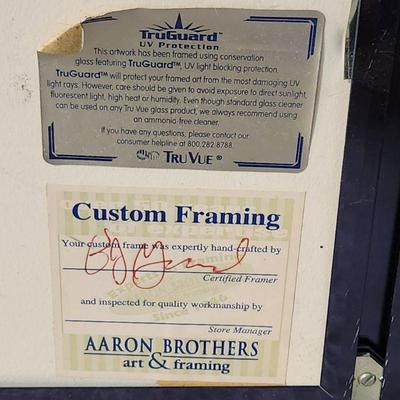 TruGuard™
UV Protection
This artwork has been framed using conservation
glass featuring TruGuard™, UV light blocking protection.
TruGuard™ will protect your framed art from the most damaging UV
light rays. However, care should be given to avoid exposure to direct sunlight,
fluorescent light, high heat or humidity. Even though standard glass cleaner
can be used on any Tru Vue glass product, we always recommend using
an ammonia-free cleaner.
If you have any questions, please contact our
consumer helpline at 800.282.8788.
TRU VUE®
Custom Framing
Your custom frame was expertly hand-crafted by
Certified Framer
and inspected for quality workmanship by
Since 1946
Store Manager
AARON BROTHERS
art & framing